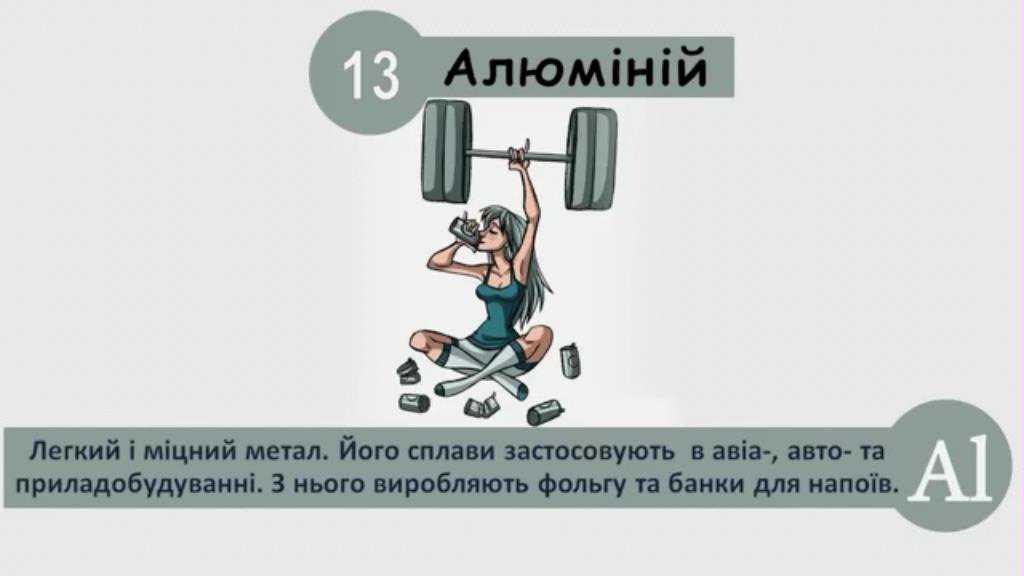 13
Алюміній
Легкий і міцний метал. Його сплави застосовують в авіа-, авто- та
приладобудуванні. З нього виробляють фольгу та банки для напоїв.
Al